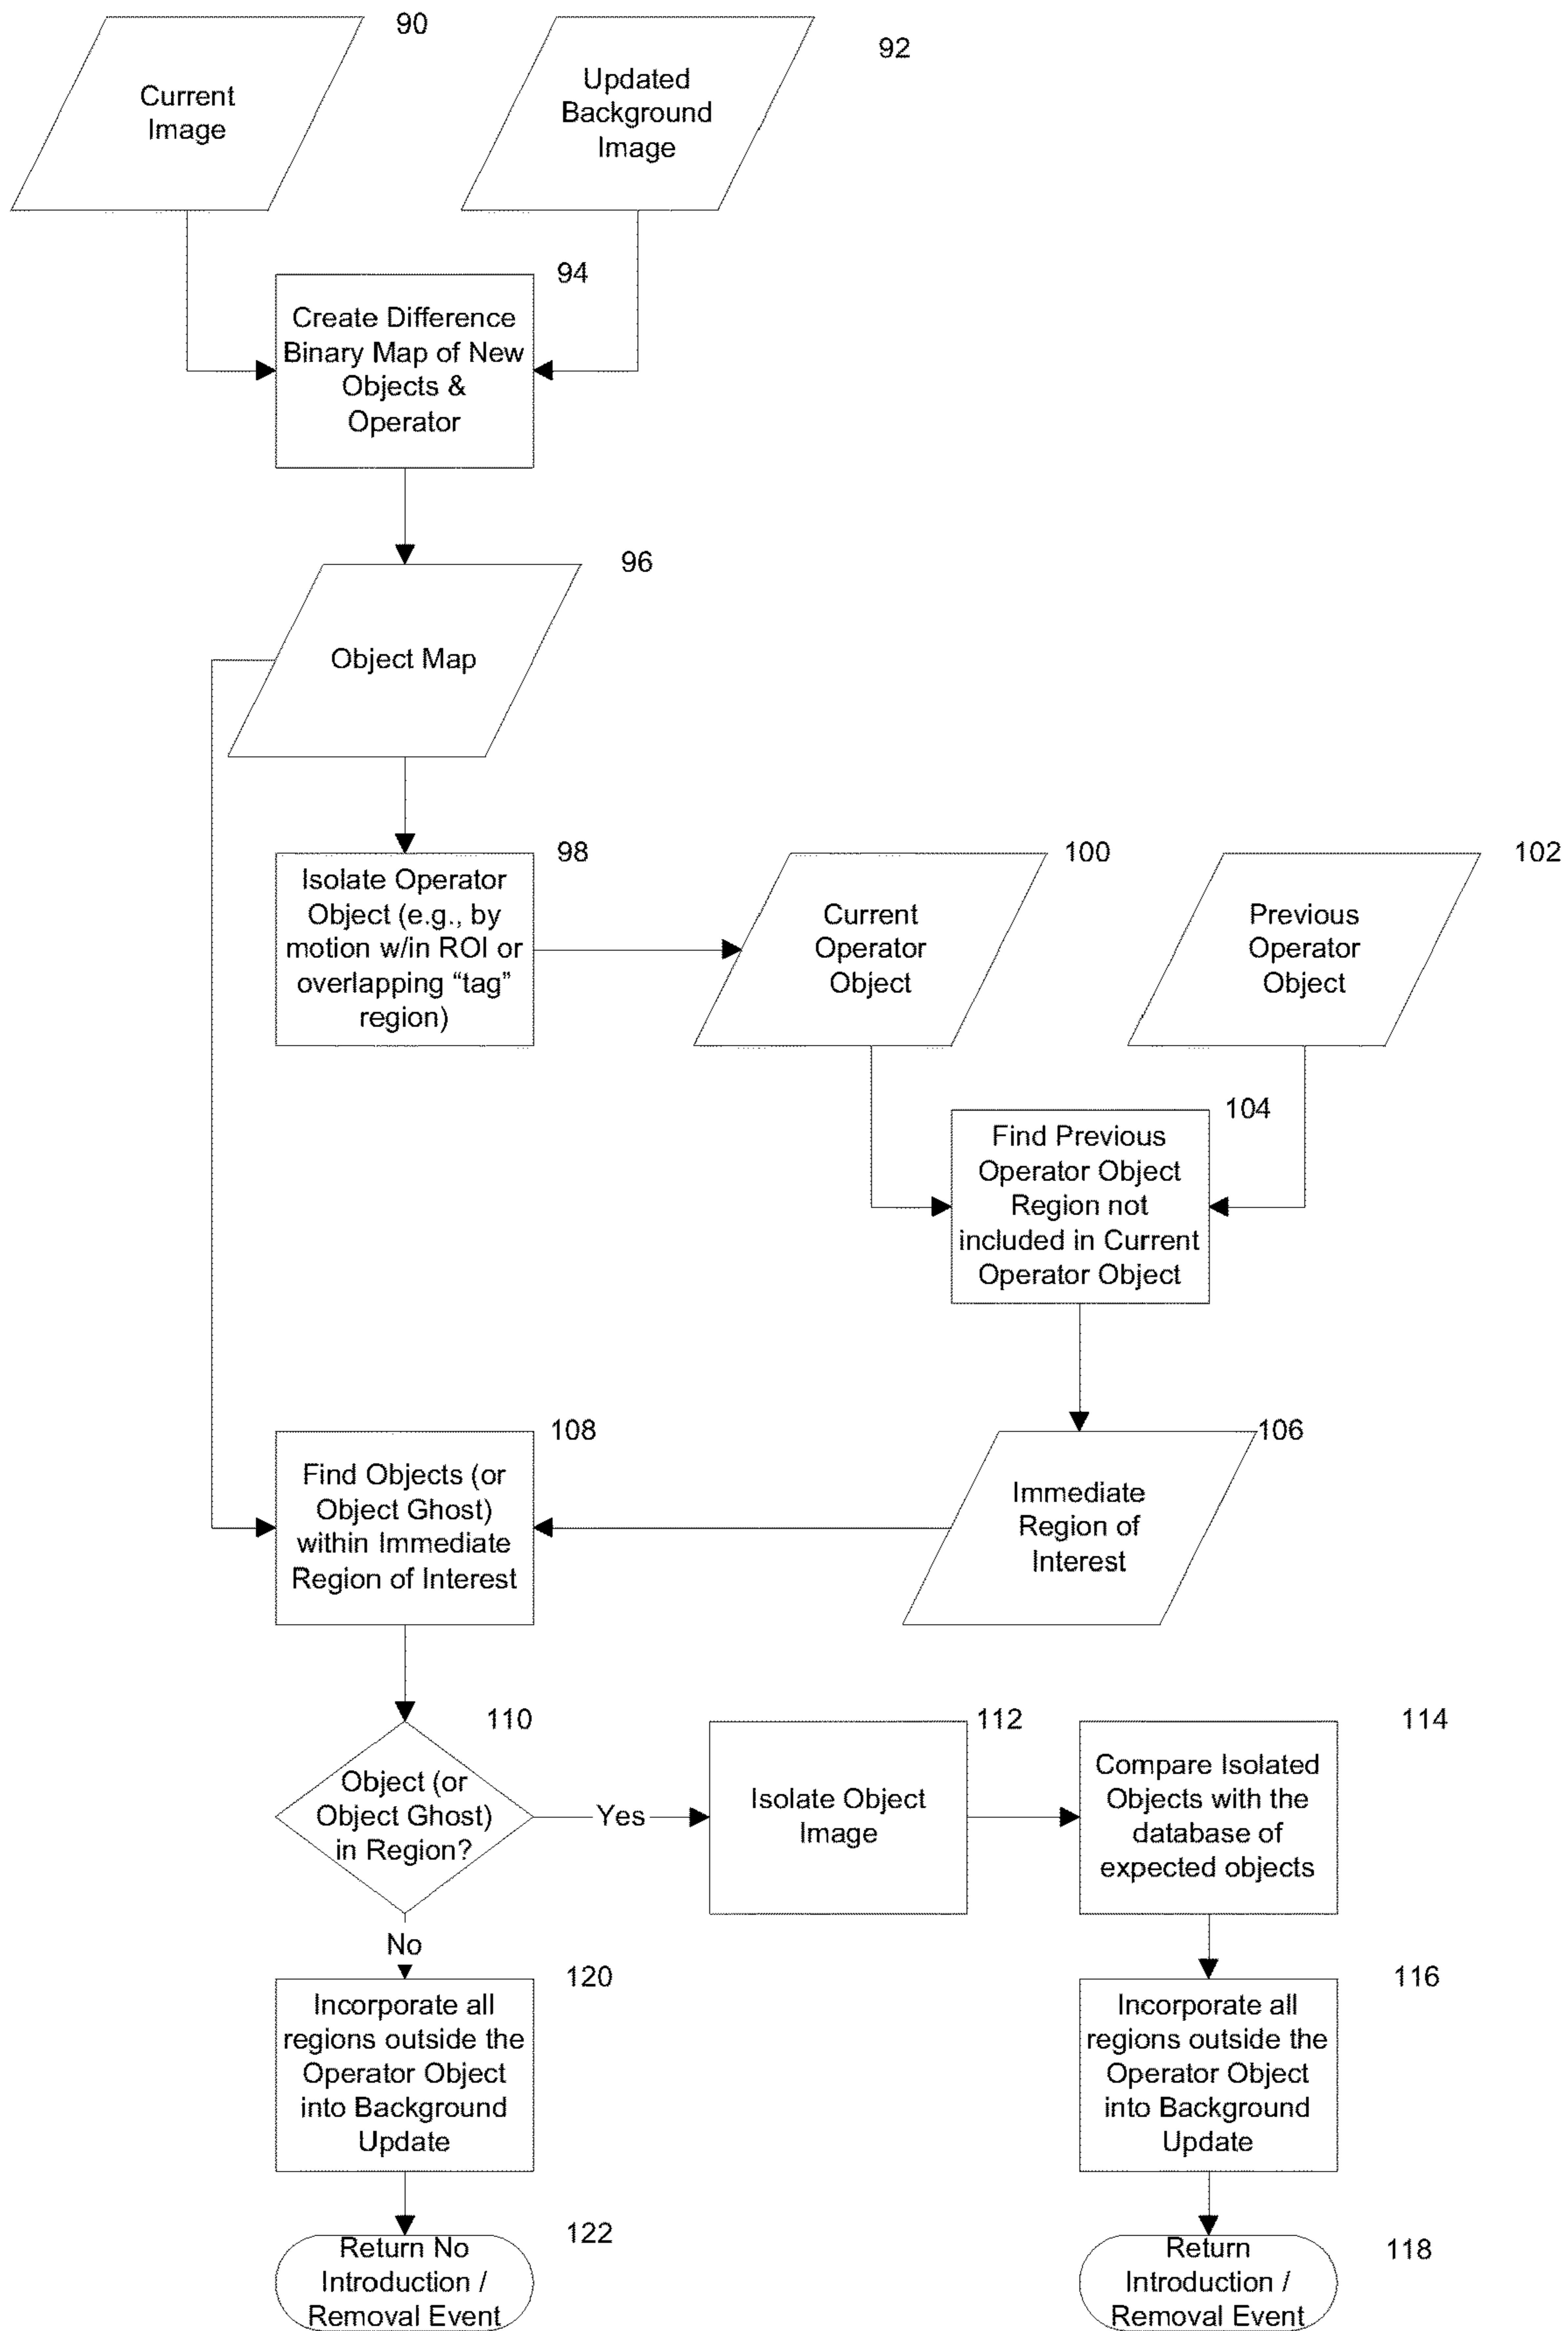 90
Current
Image
92
Updated
Background
Image
94
Create Difference
Binary Map of New
Objects &
Operator
96
Object Map
98
Isolate Operator
Object (e.g., by
motion w/in ROI or
overlapping “tag”
region)
100
Current
Operator
Object
102
Previous
Operator
Object
104
Find Previous
Operator Object
Region not
included in Current
Operator Object
106
Immediate
Region of
Interest
108
Find Objects (or
Object Ghost)
within Immediate
Region of Interest
110
Object (or
Object Ghost)
in Region?
Yes
112
Isolate Object
Image
114
Compare Isolated
Objects with the
database of
expected objects
No
120
Incorporate all
regions outside the
Operator Object
into Background
Update
116
Incorporate all
regions outside the
Operator Object
into Background
Update
122
Return No
Introduction /
Removal Event
118
Return
Introduction /
Removal Event